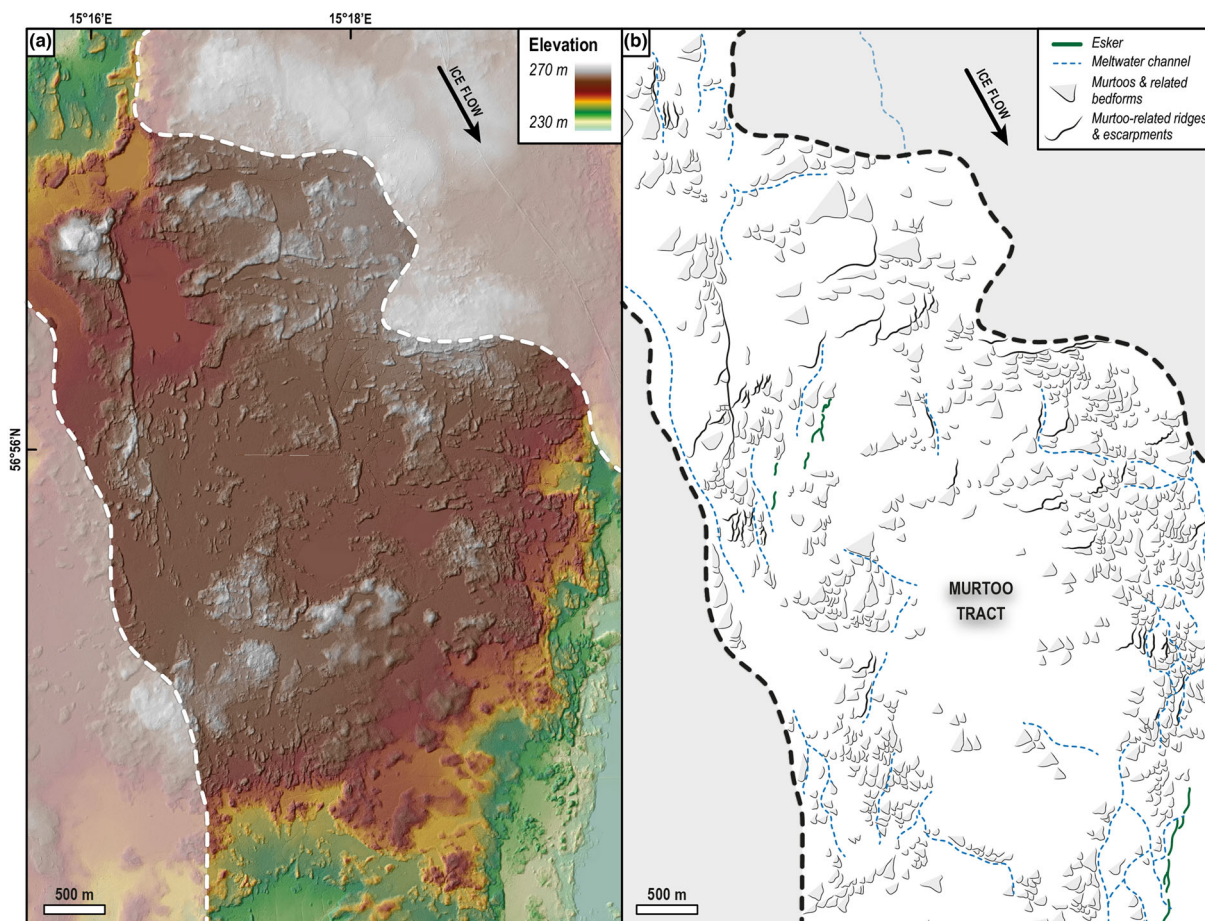 15°16'E
15°18'E
(a)
Elevation
270 m
230 m
ICE FLOW
56°56'N
500 m
(b)
ICE FLOW
Esker
Meltwater channel
Murtoos & related
bedforms
Murtoo-related ridges
& escarpments
MURTOO
TRACT
500 m